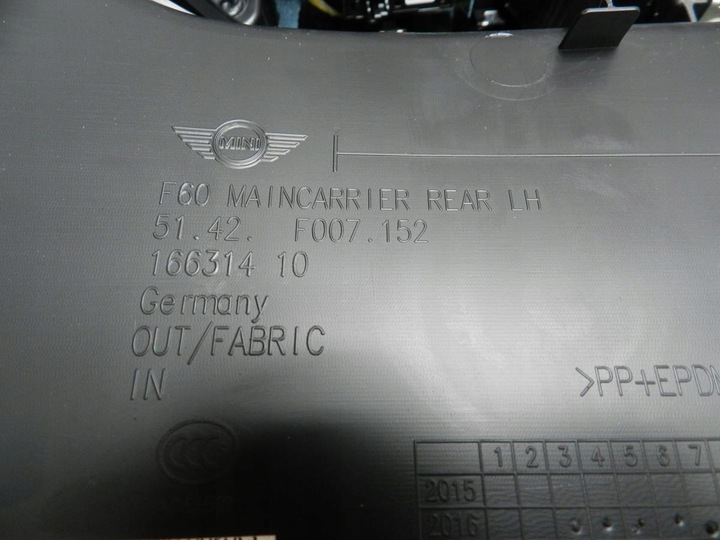 MINI
F60 MAINCARRIER REAR LH
51.42. F007.152
166314 10
Germany
OUT/FABRIC
IN
>PP+EPDM
1 2 3 4 5 6 7
2015
2016